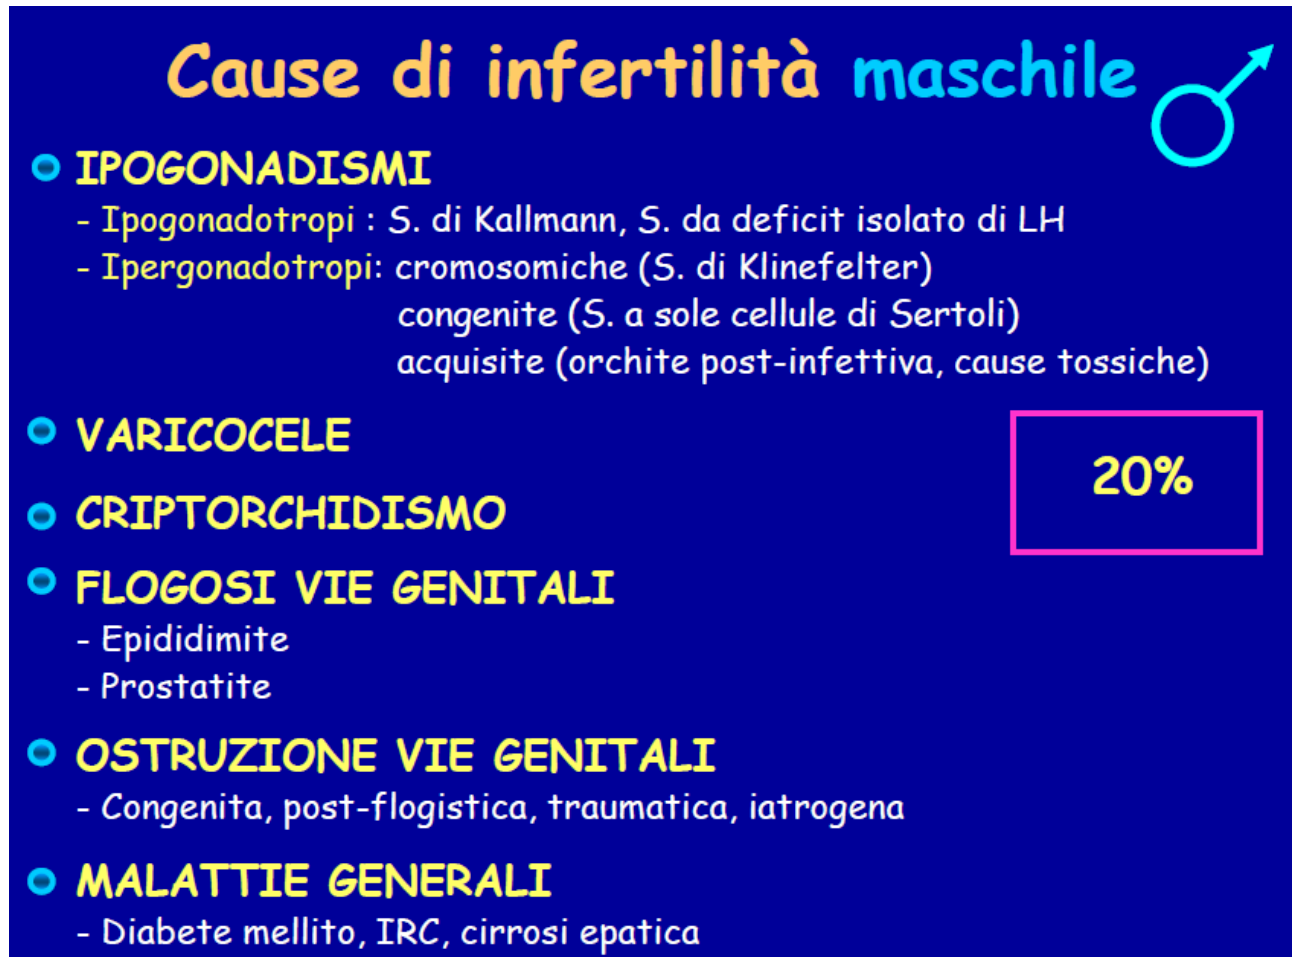 Cause di infertilità maschile
IPOGONADISMI
- Ipogonadotropi : S. di Kallmann, S. da deficit isolato di LH
- Ipergonadotropi: cromosomiche (S. di Klinefelter)
congenite (S. a sole cellule di Sertoli)
acquisite (orchite post-infettiva, cause tossiche)
VARICOCELE
20%
CRIPTORCHIDISMO
FLOGOSI VIE GENITALI
- Epididimite
- Prostatite
OSTRUZIONE VIE GENITALI
- Congenita, post-flogistica, traumatica, iatrogena
MALATTIE GENERALI
- Diabete mellito, IRC, cirrosi epatica